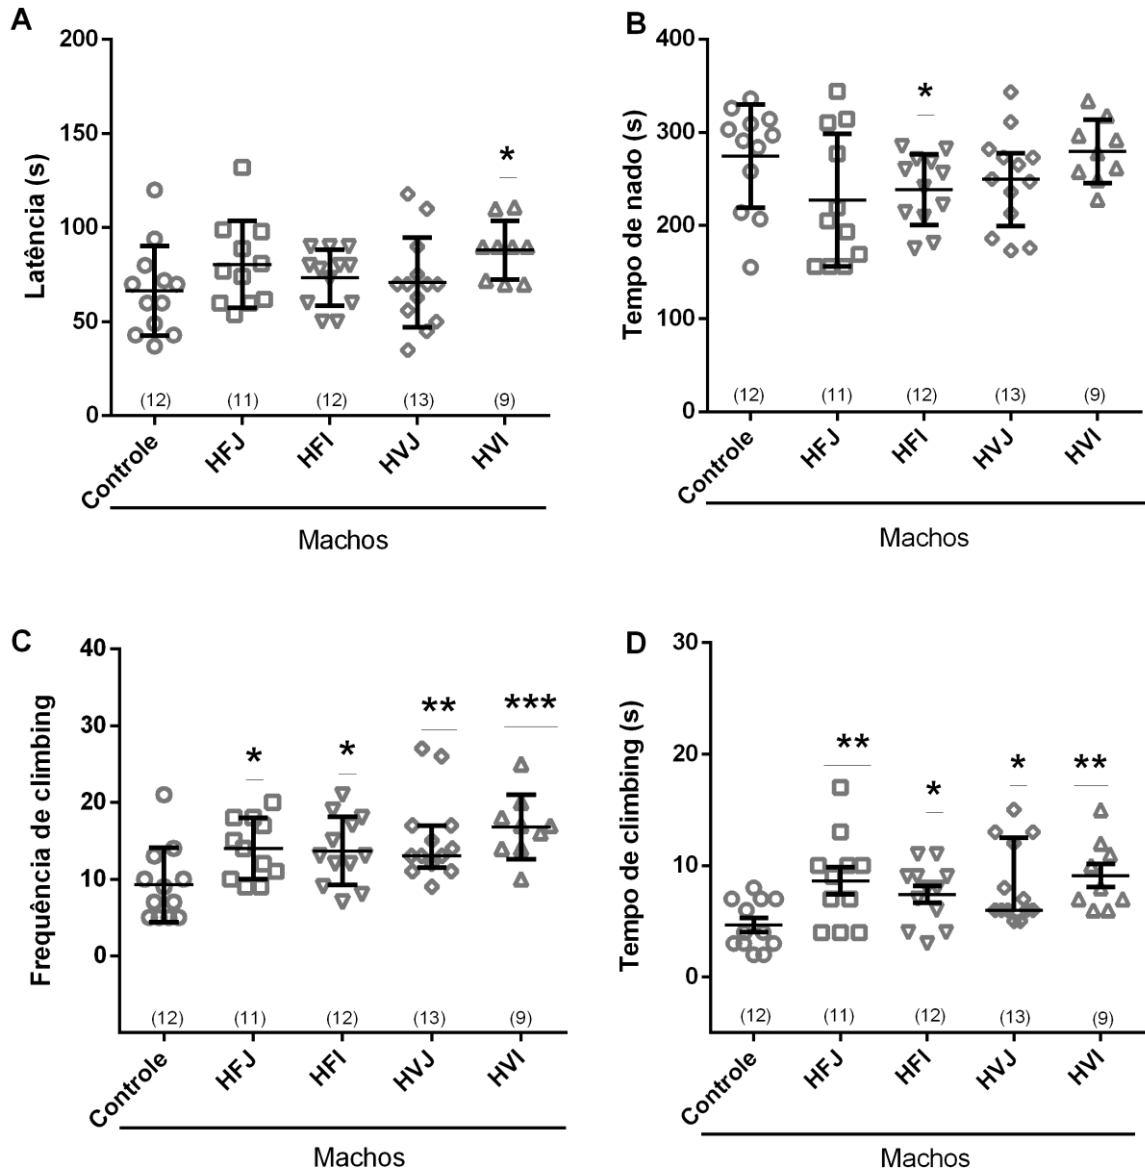 A
Latência (s)
200
150
100
50
0
*
(12) (11) (12) (13) (9)
Controle HFJ HFI HVJ HVI
Machos
B
Tempo de nado (s)
400
300
200
100
0
*
(12) (11) (12) (13) (9)
Controle HFJ HFI HVJ HVI
Machos
C
Frequência de climbing
40
30
20
10
0
* * ** ***
(12) (11) (12) (13) (9)
Controle HFJ HFI HVJ HVI
Machos
D
Tempo de climbing (s)
30
20
10
0
** * * **
(12) (11) (12) (13) (9)
Controle HFJ HFI HVJ HVI
Machos